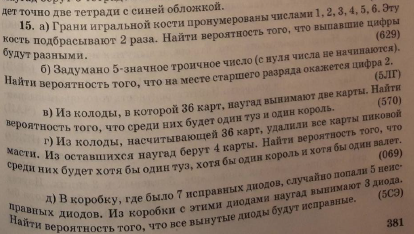 дет точно две тетради с синей обложкой.
15. а) Грани игральной кости пронумерованы числами 1, 2, 3, 4, 5, 6. Эту
кость подбрасывают 2 раза. Найти вероятность того, что выпавшие цифры
будут разными. (629)
б) Задумано 5-значное троичное число (с нуля числа не начинаются).
Найти вероятность того, что на месте старшего разряда окажется цифра 2.
(5ЛГ)
в) Из колоды, в которой 36 карт, наугад вынимают две карты. Найти
вероятность того, что среди них будет один туз и один король. (570)
г) Из колоды, насчитывающей 36 карт, удалили все карты пиковой
масти. Из оставшихся наугад берут 4 карты. Найти вероятность того, что
среди них будет хотя бы один туз, хотя бы один король и хотя бы один валет.
(069)
д) В коробку, где было 7 исправных диодов, случайно попали 5 неис-
правных диодов. Из коробки с этими диодами наугад вынимают 3 диода.
Найти вероятность того, что все вынутые диоды будут исправные. (5СЭ)
381